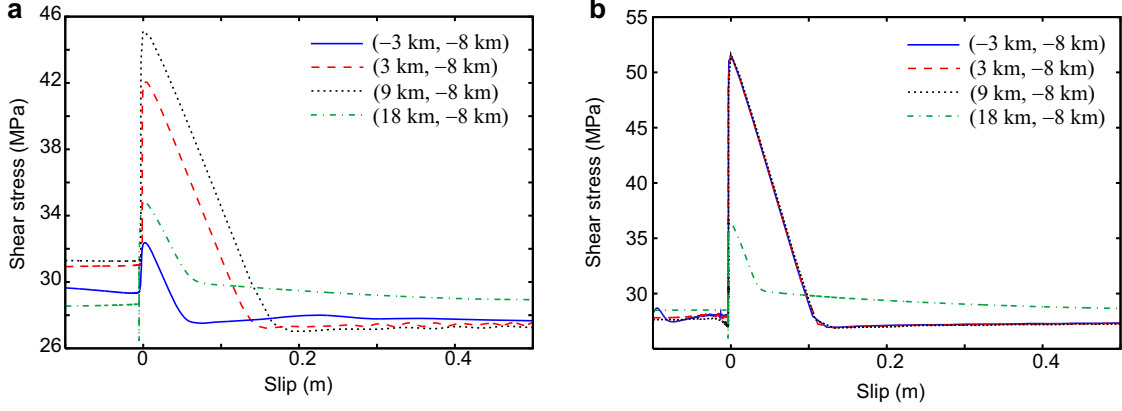 a
46
42
38
34
30
26
Shear stress (MPa)
(−3 km, −8 km)
(3 km, −8 km)
(9 km, −8 km)
(18 km, −8 km)
0
0.2
0.4
Slip (m)
b
55
50
45
40
35
30
25
Shear stress (MPa)
(−3 km, −8 km)
(3 km, −8 km)
(9 km, −8 km)
(18 km, −8 km)
0
0.2
0.4
Slip (m)